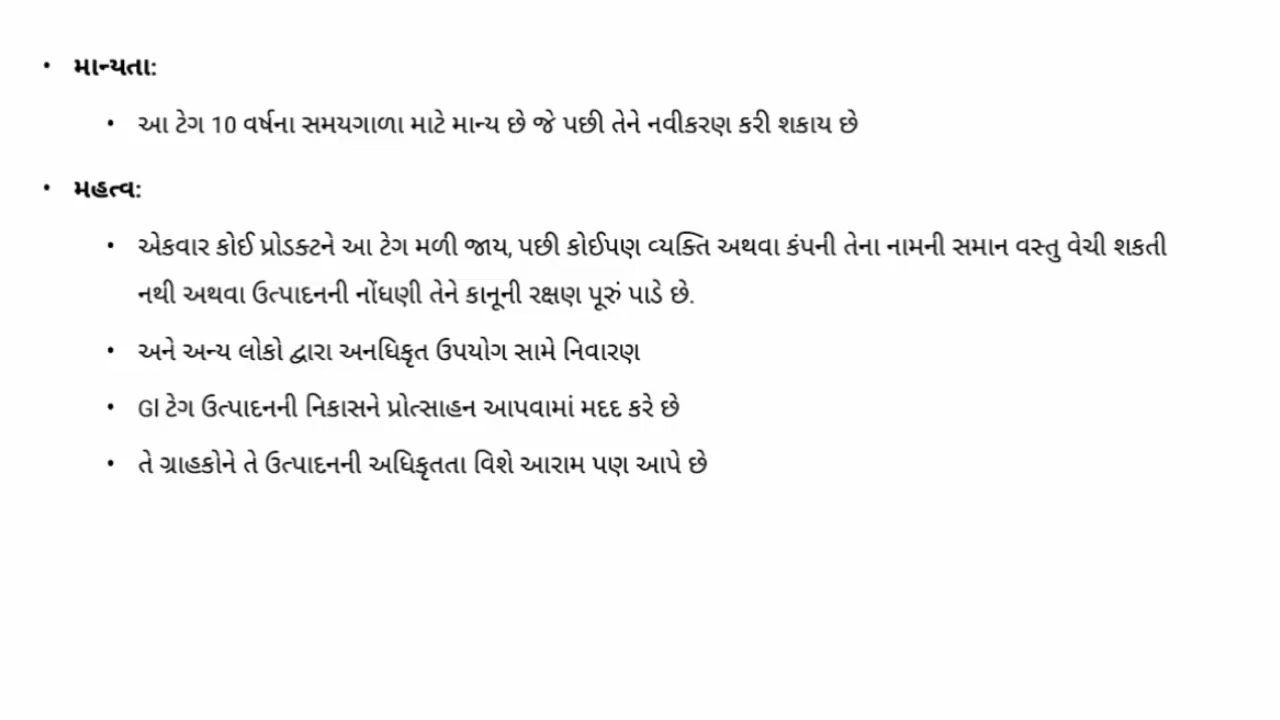 • માન્યતા:
• આ ટેગ 10 વર્ષના સમયગાળા માટે માન્ય છે જે પછી તેને નવીકરણ કરી શકાય છે
• મહત્વ:
• એકવાર કોઈ પ્રોડક્ટને આ ટેગ મળી જાય, પછી કોઈપણ વ્યક્તિ અથવા કંપની તેના નામની સમાન વસ્તુ વેચી શકતી
નથી અથવા ઉત્પાદનની નોંધણી તેને કાનૂની રક્ષણ પૂરું પાડે છે.
• અને અન્ય લોકો દ્વારા અનધિકૃત ઉપયોગ સામે નિવારણ
• GI ટેગ ઉત્પાદનની નિકાસને પ્રોત્સાહન આપવામાં મદદ કરે છે
• તે ગ્રાહકોને તે ઉત્પાદનની અધિકૃતતા વિશે આરામ પણ આપે છે